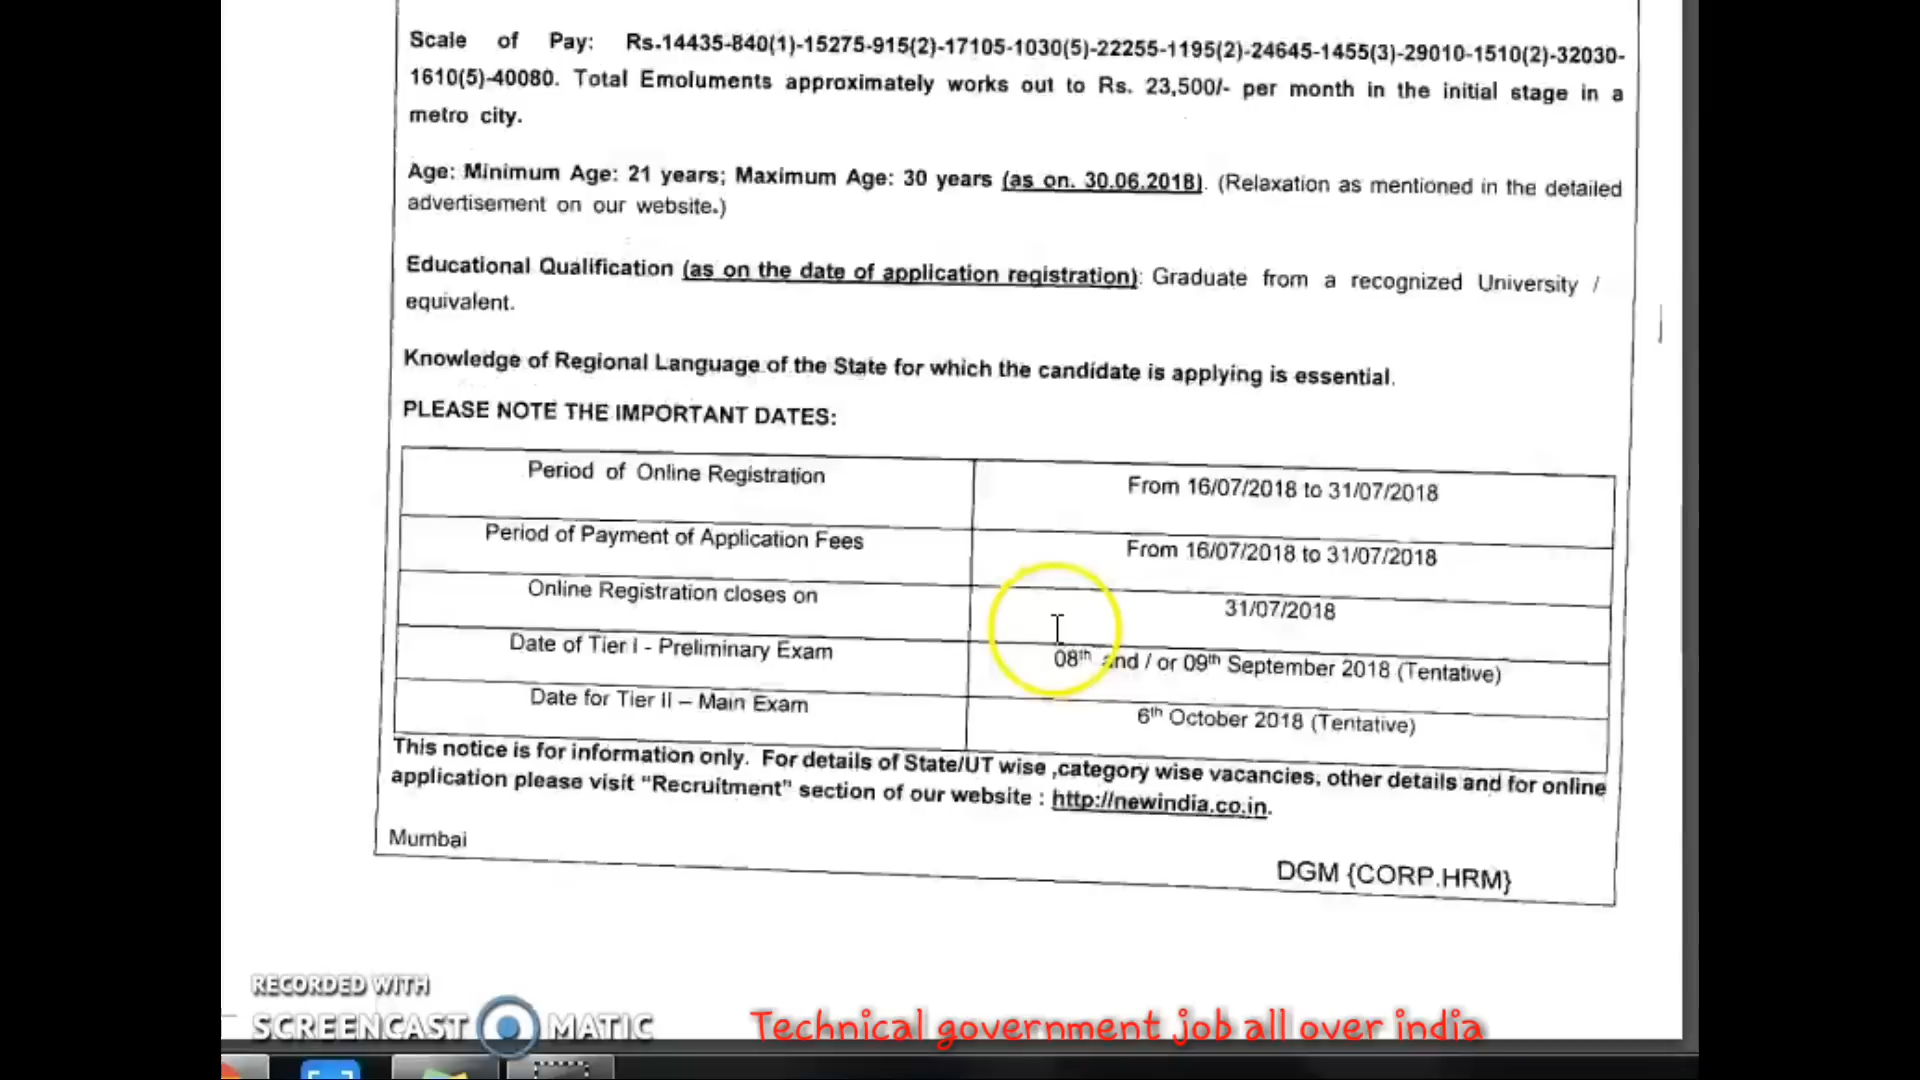 Scale of Pay: Rs.14435-840(1)-15275-915(2)-17105-1030(5)-22255-1195(2)-24645-1455(3)-29010-1510(2)-32030-
1610(5)-40080. Total Emoluments approximately works out to Rs. 23,500/- per month in the initial stage in a
metro city.
Age: Minimum Age: 21 years; Maximum Age: 30 years (as on. 30.06.2018). (Relaxation as mentioned in the detailed
advertisement on our website.)
Educational Qualification (as on the date of application registration): Graduate from a recognized University /
equivalent.
Knowledge of Regional Language of the State for which the candidate is applying is essential.
PLEASE NOTE THE IMPORTANT DATES:
Period of Online Registration From 16/07/2018 to 31/07/2018
Period of Payment of Application Fees From 16/07/2018 to 31/07/2018
Online Registration closes on 31/07/2018
Date of Tier I - Preliminary Exam 08th and / or 09th September 2018 (Tentative)
Date for Tier II – Main Exam 6th October 2018 (Tentative)
This notice is for information only. For details of State/UT wise ,category wise vacancies, other details and for online
application please visit “Recruitment” section of our website : http://newindia.co.in.
Mumbai
DGM {CORP.HRM}
RECORDED WITH
SCREENCAST MATIC
Technical government job all over india